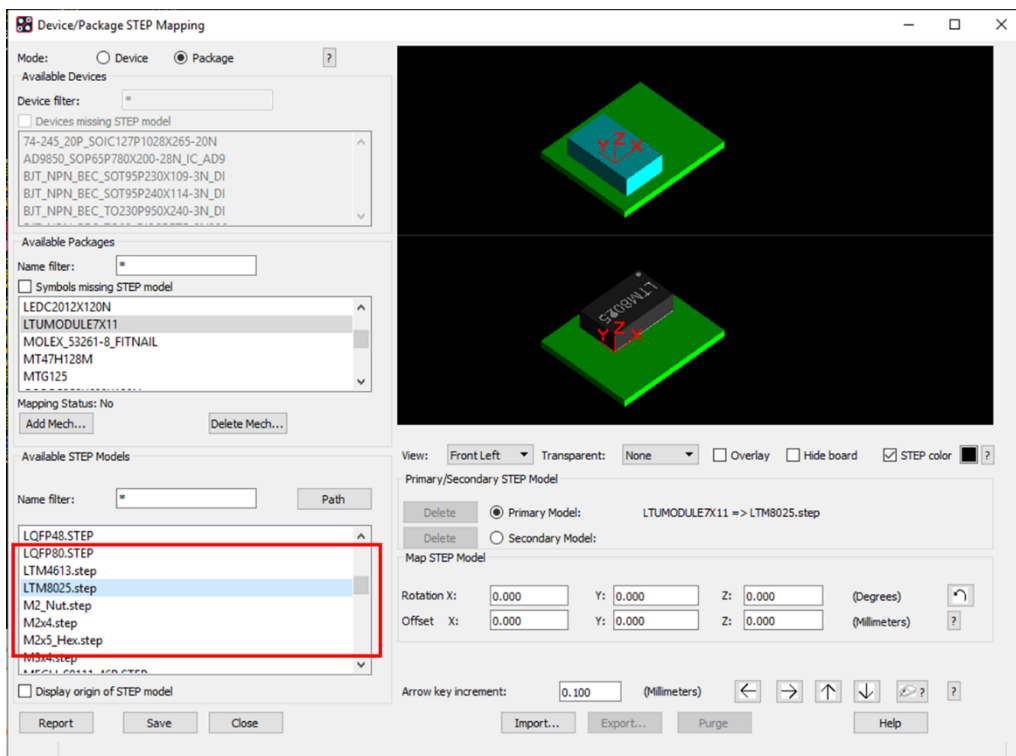 Device/Package STEP Mapping
Mode: Device Package ?
Available Devices
Device filter: *
Devices missing STEP model
74-245_20P_SOIC127P1028X265-20N
AD9850_SOP65P780X200-28N_IC_AD9
BJT_NPN_BEC_SOT95P230X109-3N_DI
BJT_NPN_BEC_SOT95P240X114-3N_DI
BJT_NPN_BEC_TO230P950X240-3N_DI
Available Packages
Name filter: *
Symbols missing STEP model
LEDC2012X120N
LTUMODULE7X11
MOLEX_53261-8_FITNAIL
MT47H128M
MTG125
Mapping Status: No
Add Mech... Delete Mech...
Available STEP Models
Name filter: * Path
LQFP48.STEP
LQFP80.STEP
LTM4613.step
LTM8025.step
M2_Nut.step
M2x4.step
M2x5_Hex.step
M3x4.step
Display origin of STEP model
Report Save Close
Y Z X
LTM8025
Y Z X
View: Front Left Transparent: None Overlay Hide board STEP color ?
Primary/Secondary STEP Model
Delete Primary Model: LTUMODULE7X11 => LTM8025.step
Delete Secondary Model:
Map STEP Model
Rotation X: 0.000 Y: 0.000 Z: 0.000 (Degrees)
Offset X: 0.000 Y: 0.000 Z: 0.000 (Millimeters) ?
Arrow key increment: 0.100 (Millimeters) ? ?
Import... Export... Purge Help